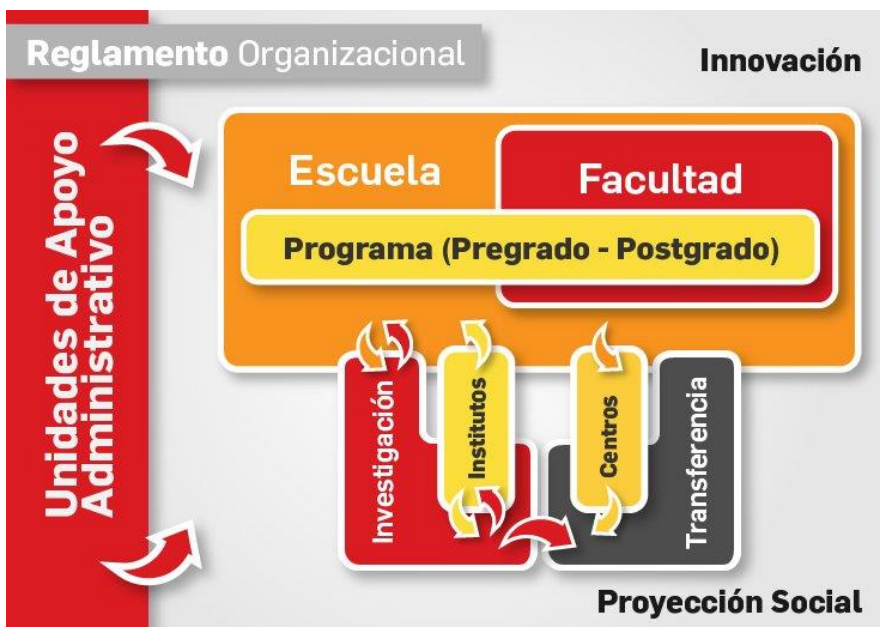 Reglamento Organizacional
Innovación
Unidades de Apoyo
Administrativo
Escuela
Facultad
Programa (Pregrado - Postgrado)
Investigación
Institutos
Centros
Transferencia
Proyección Social